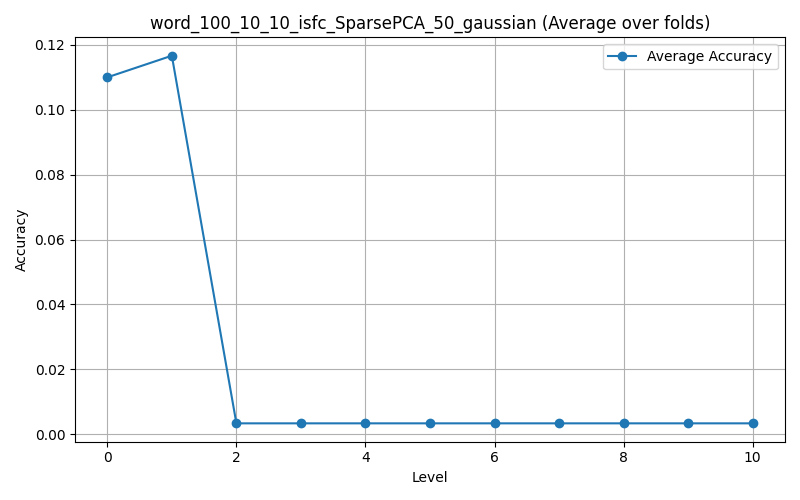 word_100_10_10_isfc_SparsePCA_50_gaussian (Average over folds)
Average Accuracy
0.12
0.10
0.08
0.06
0.04
0.02
0.00
Accuracy
0 2 4 6 8 10
Level